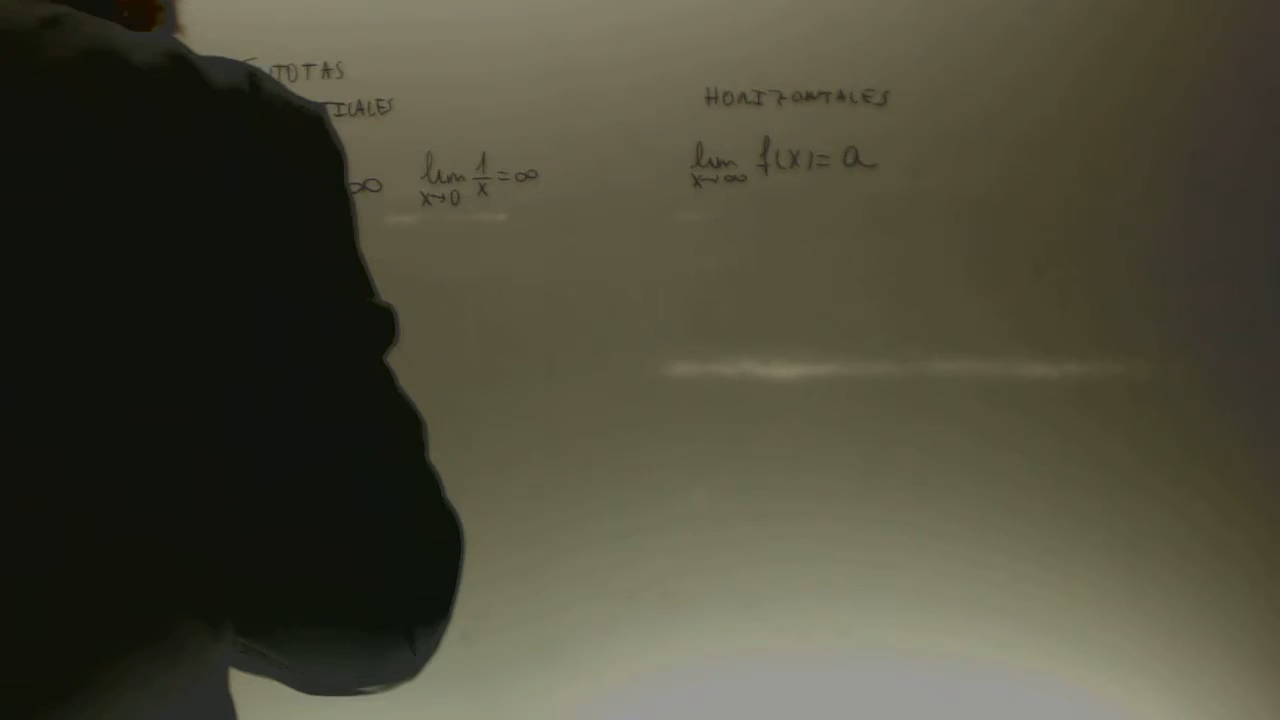 TOTAS
ICALES
∞ lim x→0 1/x = ∞
HORIZONTALES
lim x→∞ f(x) = a